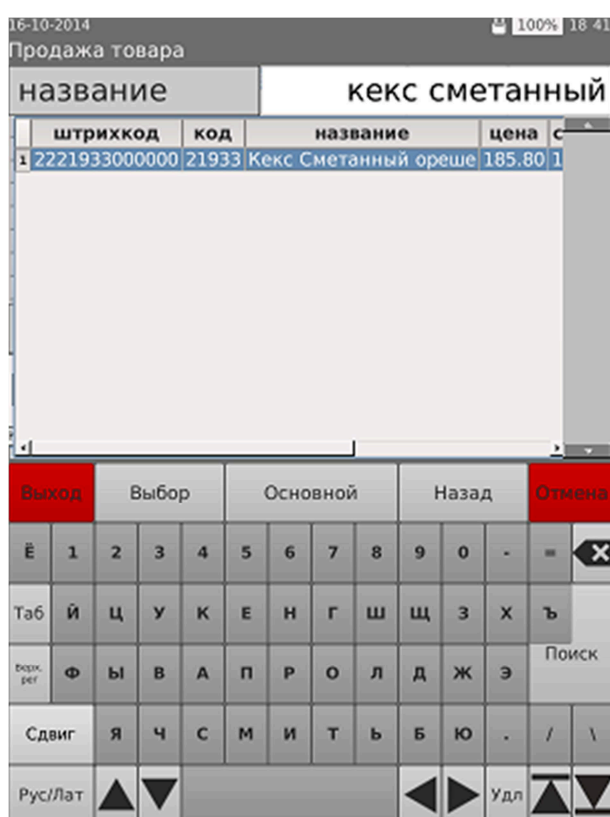 16-10-2014 100% 18 41
Продажа товара
название кекс сметанный
штрихкод код название цена с
1 2221933000000 21933 Кекс Сметанный ореше 185.80 1
Выход Выбор Основной Назад Отмена
Ё 1 2 3 4 5 6 7 8 9 0 - =
Таб Й Ц У К Е Н Г Ш Щ З Х Ъ
Поиск
Верх. рег Ф Ы В А П Р О Л Д Ж Э
Сдвиг Я Ч С М И Т Ь Б Ю . / \
Рус/Лат Удл